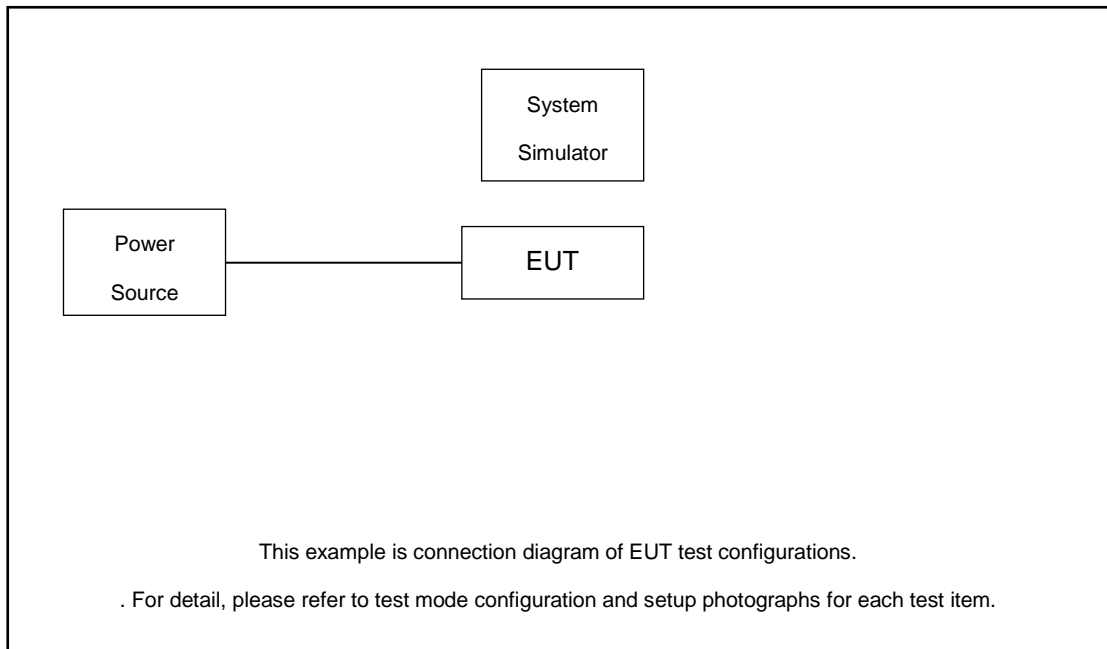 System
Simulator
Power
Source
EUT
This example is connection diagram of EUT test configurations.
. For detail, please refer to test mode configuration and setup photographs for each test item.